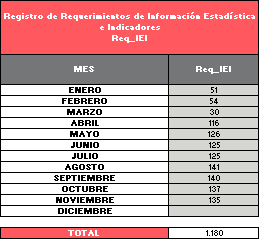 Registro de Requerimientos de Información Estadística
e Indicadores
Req_IEI
MES Req_IEI
ENERO 51
FEBRERO 54
MARZO 30
ABRIL 116
MAYO 126
JUNIO 125
JULIO 125
AGOSTO 141
SEPTIEMBRE 140
OCTUBRE 137
NOVIEMBRE 135
DICIEMBRE
TOTAL 1.180